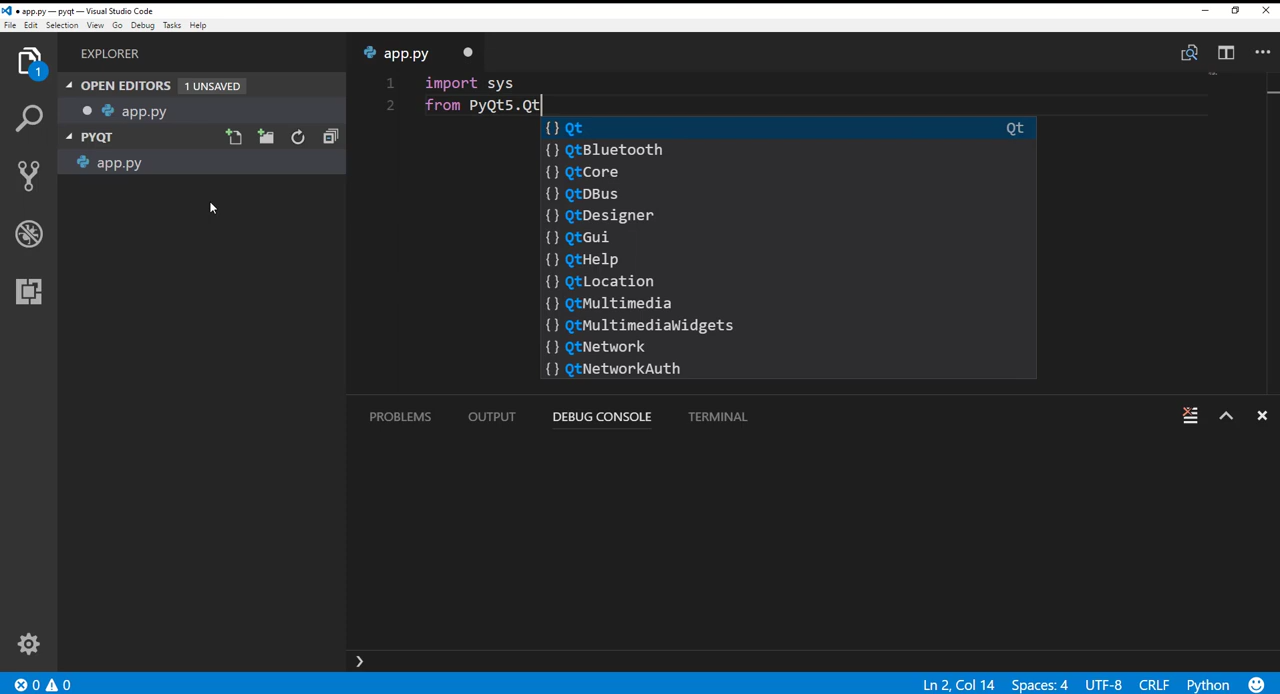 ● app.py — pyqt — Visual Studio Code
File Edit Selection View Go Debug Tasks Help
EXPLORER
OPEN EDITORS 1 UNSAVED
app.py
PYQT
app.py
1
app.py
1 import sys
2 from PyQt5.Qt
{} Qt Qt
{} QtBluetooth
{} QtCore
{} QtDBus
{} QtDesigner
{} QtGui
{} QtHelp
{} QtLocation
{} QtMultimedia
{} QtMultimediaWidgets
{} QtNetwork
{} QtNetworkAuth
PROBLEMS OUTPUT DEBUG CONSOLE TERMINAL
0 0 Ln 2, Col 14 Spaces: 4 UTF-8 CRLF Python